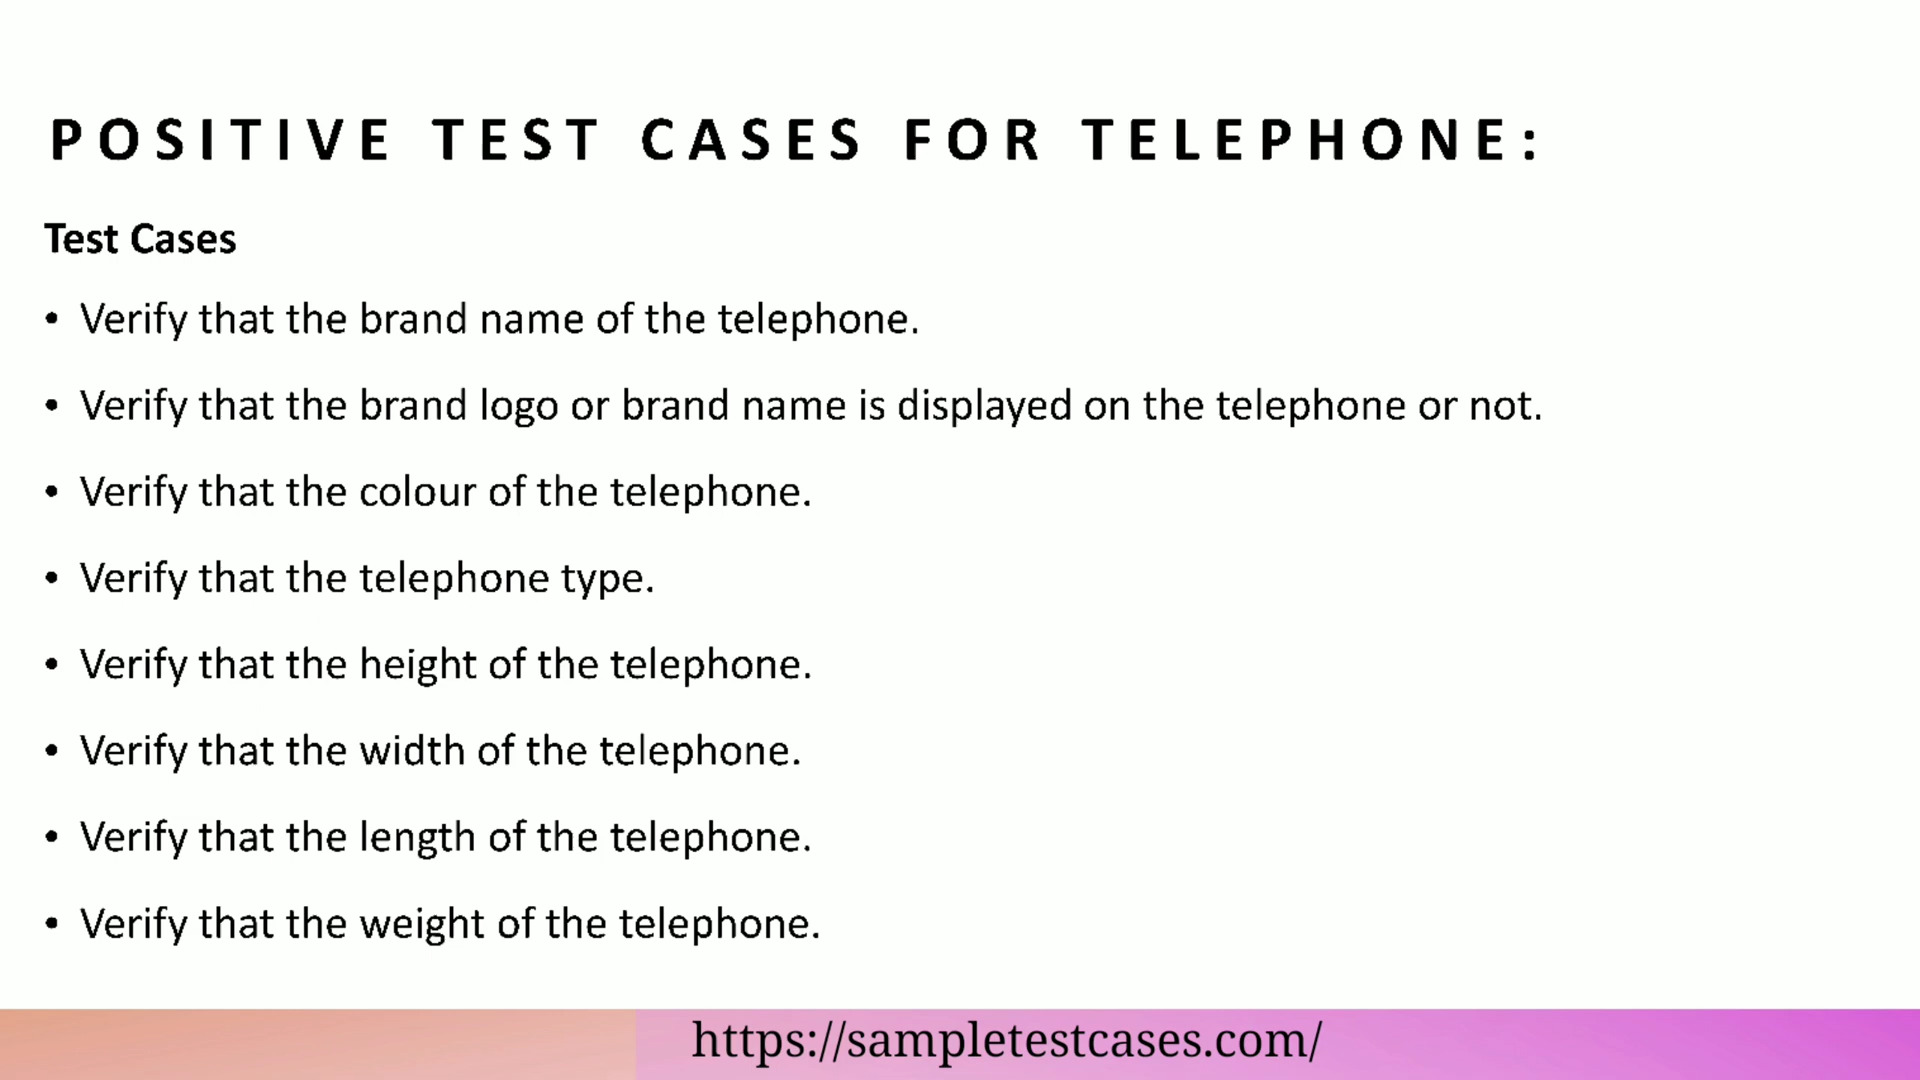 POSITIVE TEST CASES FOR TELEPHONE:
Test Cases
• Verify that the brand name of the telephone.
• Verify that the brand logo or brand name is displayed on the telephone or not.
• Verify that the colour of the telephone.
• Verify that the telephone type.
• Verify that the height of the telephone.
• Verify that the width of the telephone.
• Verify that the length of the telephone.
• Verify that the weight of the telephone.
https://sampletestcases.com/